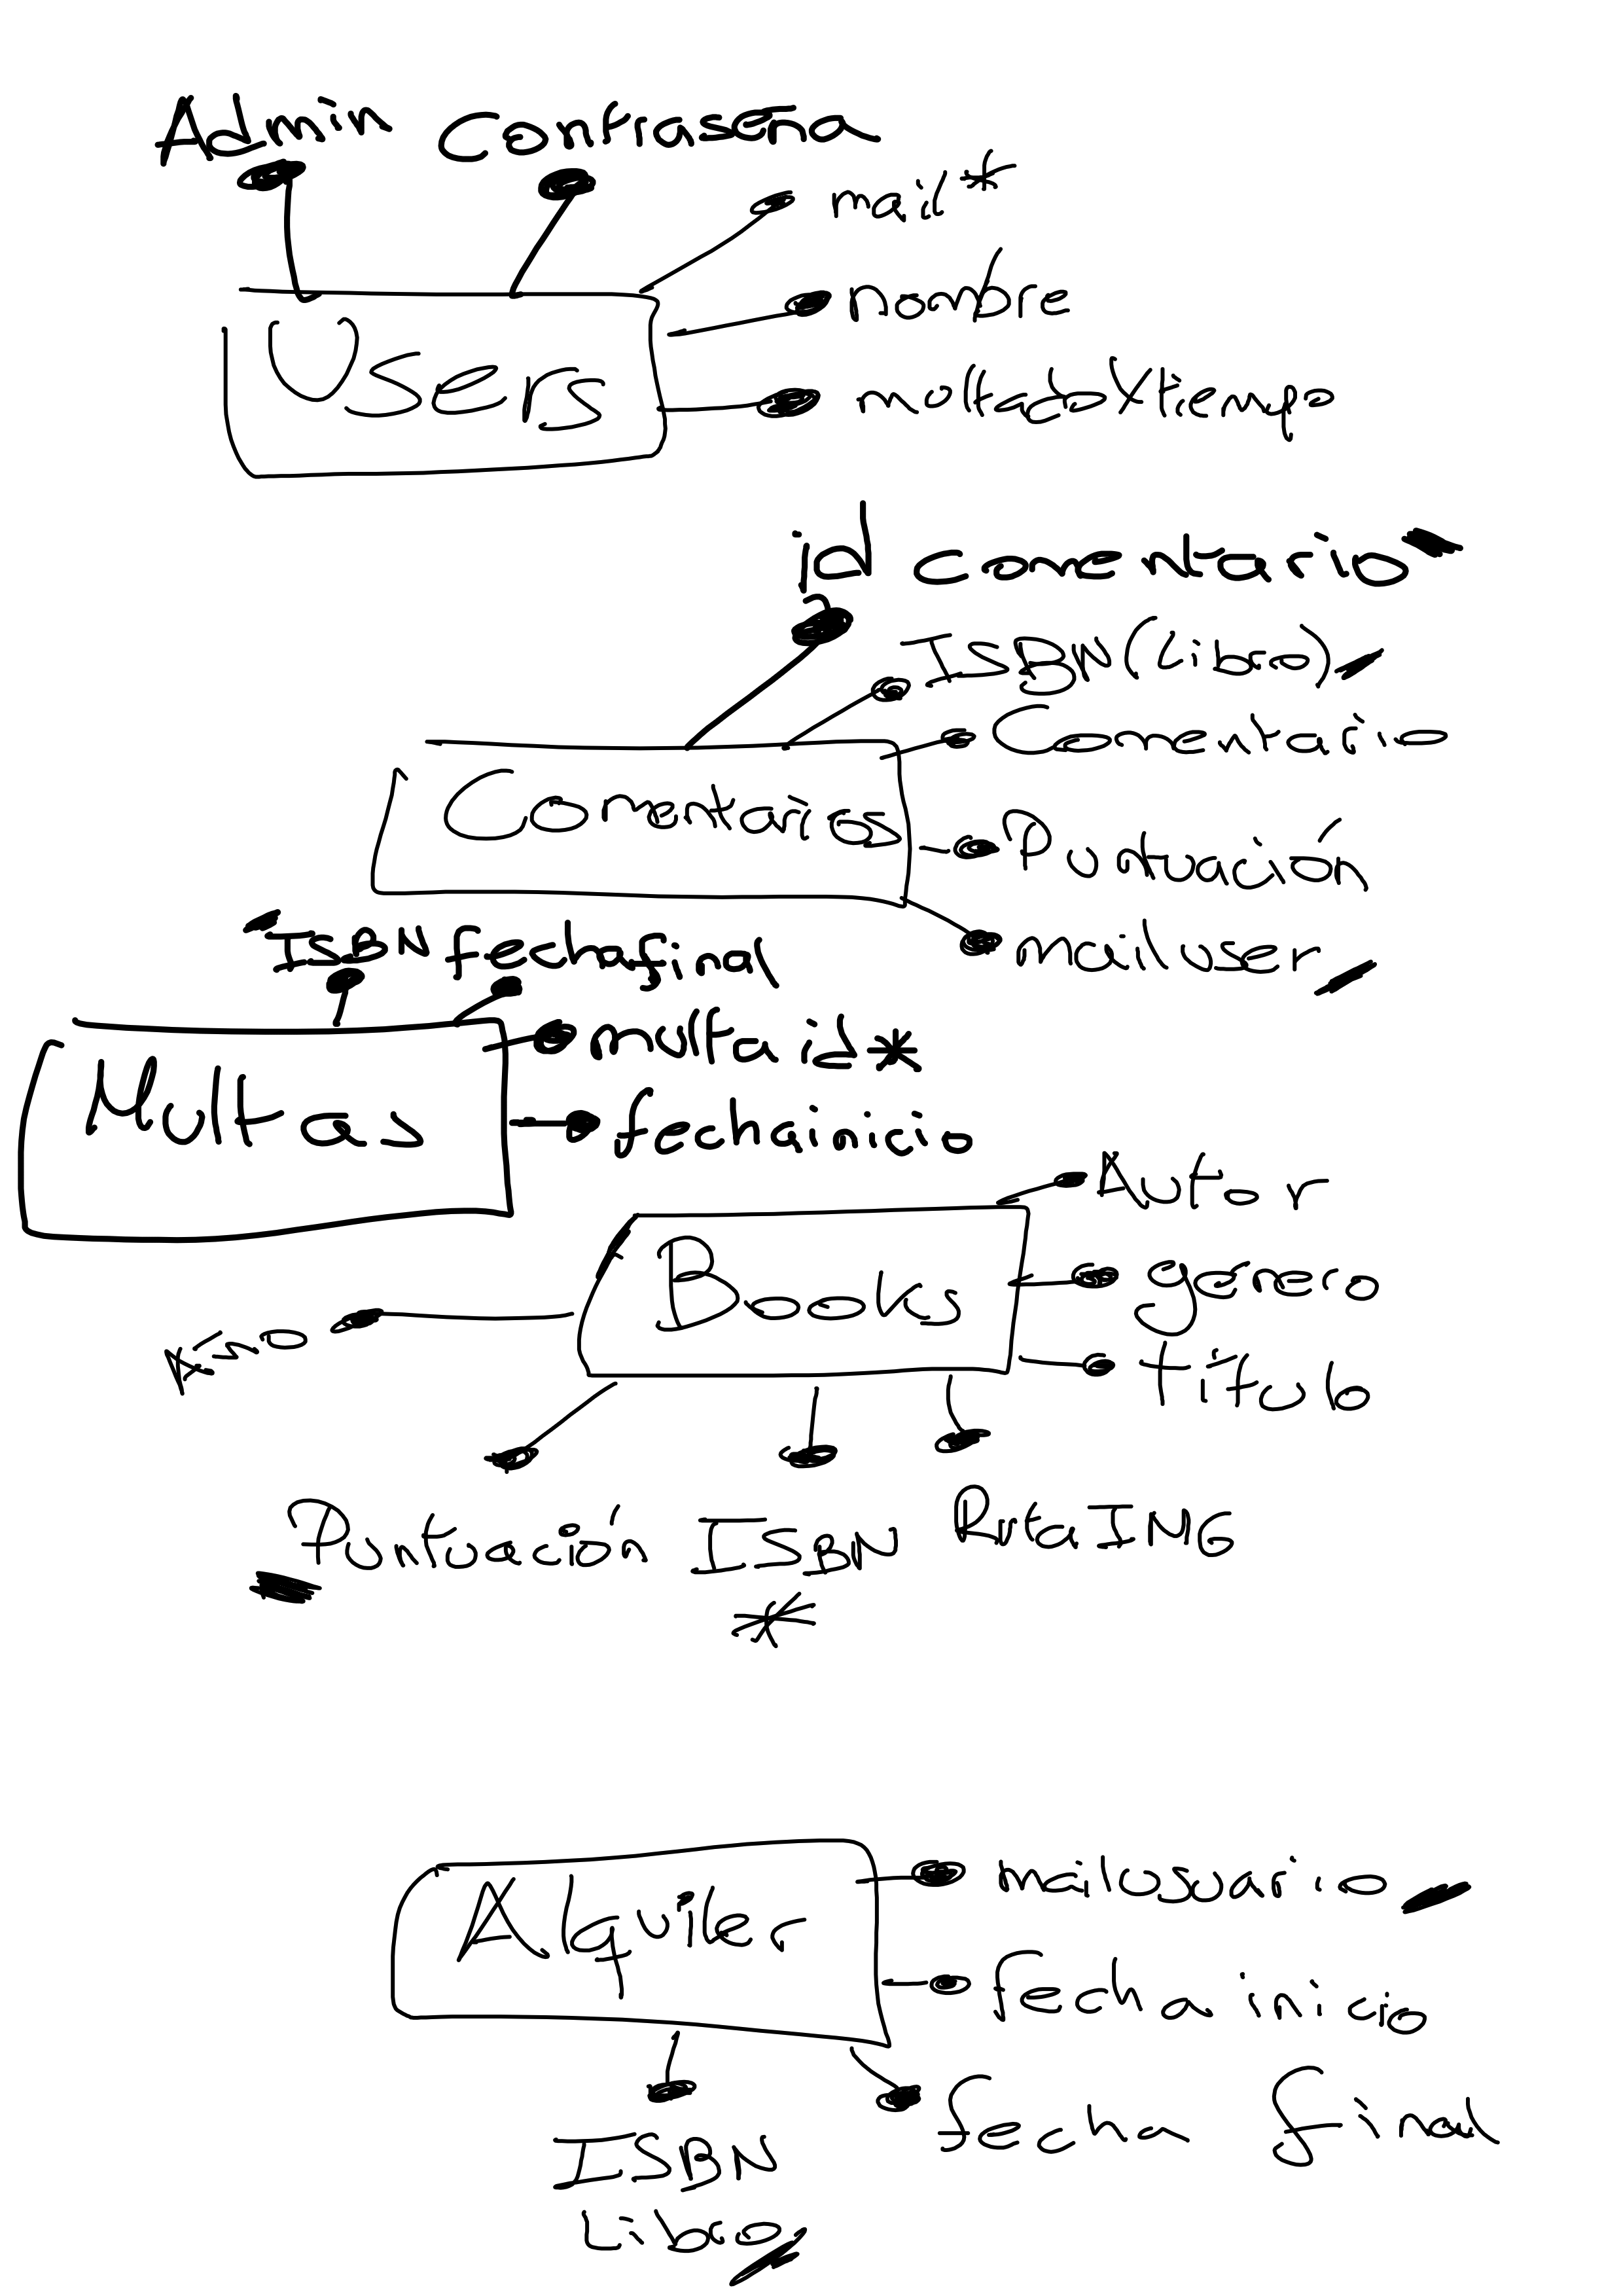 Admin Contraseña
mail*
nombre
Users
multadoXtiempo
id comentario
ISBN (Libro)
Comentario
Comentarios
Puntuación
mailuser
ISBN fechafinal
multa id*
Multas
fechainicio
Autor
Books
genero
Año
título
Puntuación ISBN RutaIMG
*
mailusuario
Alquiler
fecha inicio
fecha final
ISBN
Libro